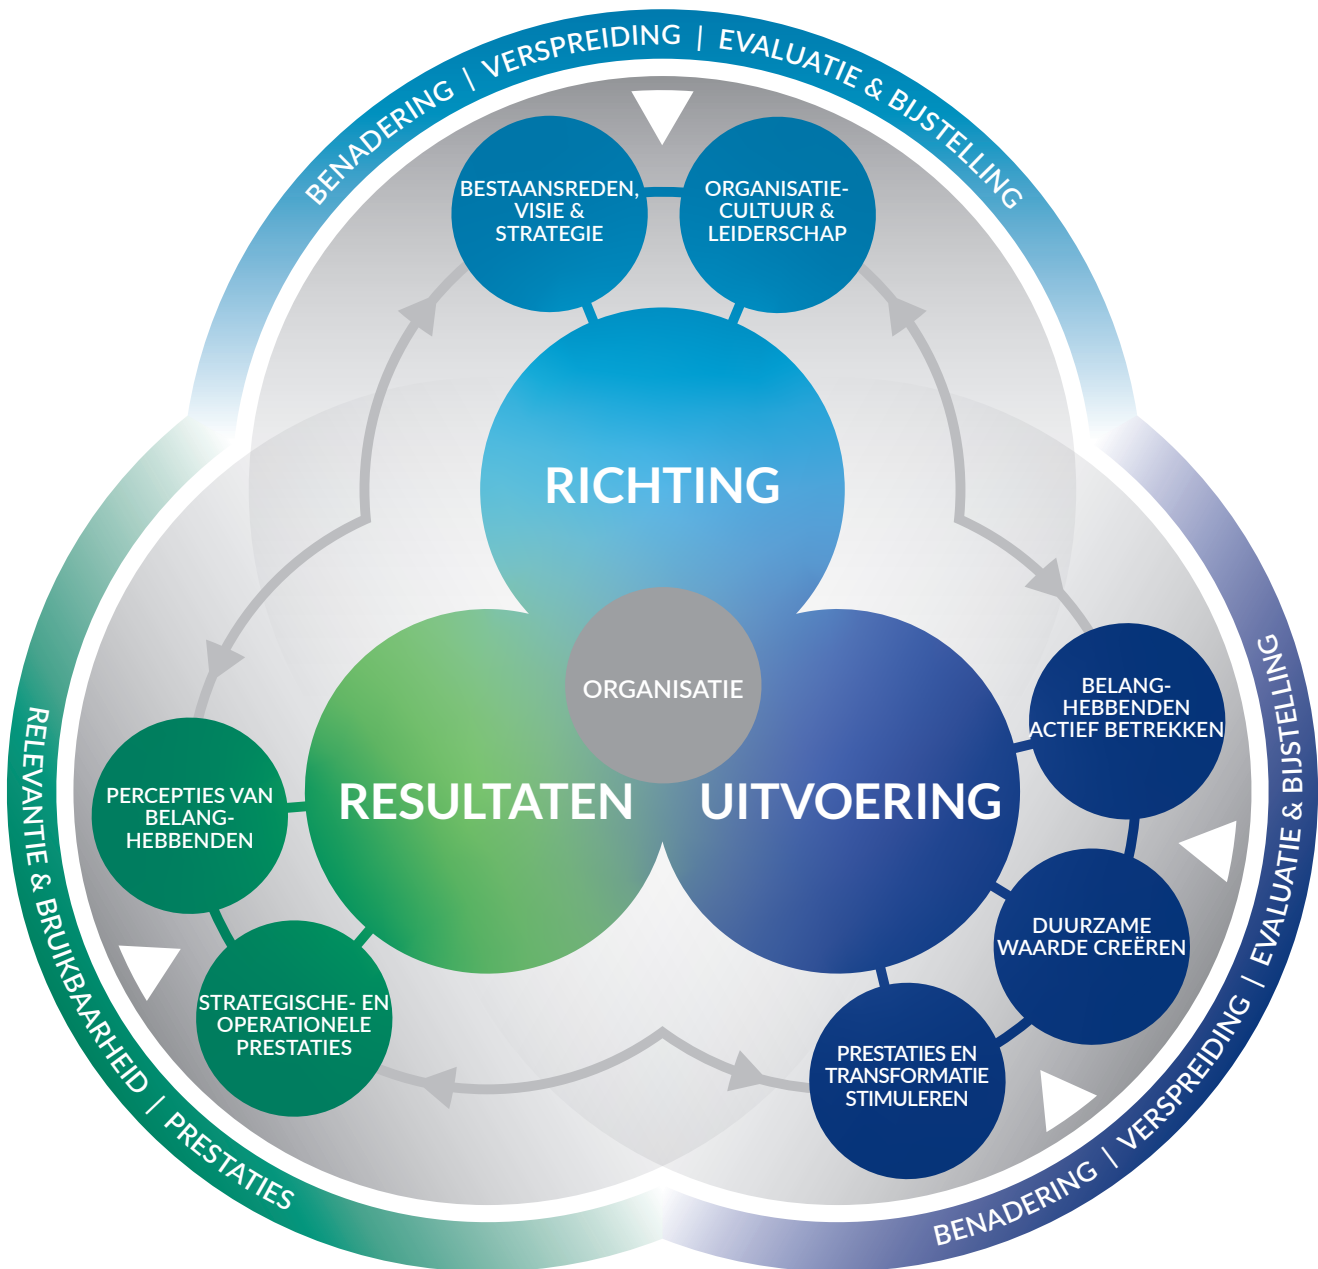 BENADERING | VERSPREIDING | EVALUATIE & BIJSTELLING
BESTAANSREDEN,
VISIE &
STRATEGIE
ORGANISATIE-
CULTUUR &
LEIDERSCHAP
RICHTING
ORGANISATIE
RESULTATEN
UITVOERING
BELANG-
HEBBENDEN
ACTIEF BETREKKEN
DUURZAME
WAARDE CREËREN
PRESTATIES EN
TRANSFORMATIE
STIMULEREN
PERCEPTIES VAN
BELANG-
HEBBENDEN
STRATEGISCHE- EN
OPERATIONELE
PRESTATIES
RELEVANTIE & BRUIKBAARHEID | PRESTATIES
BENADERING | VERSPREIDING | EVALUATIE & BIJSTELLING